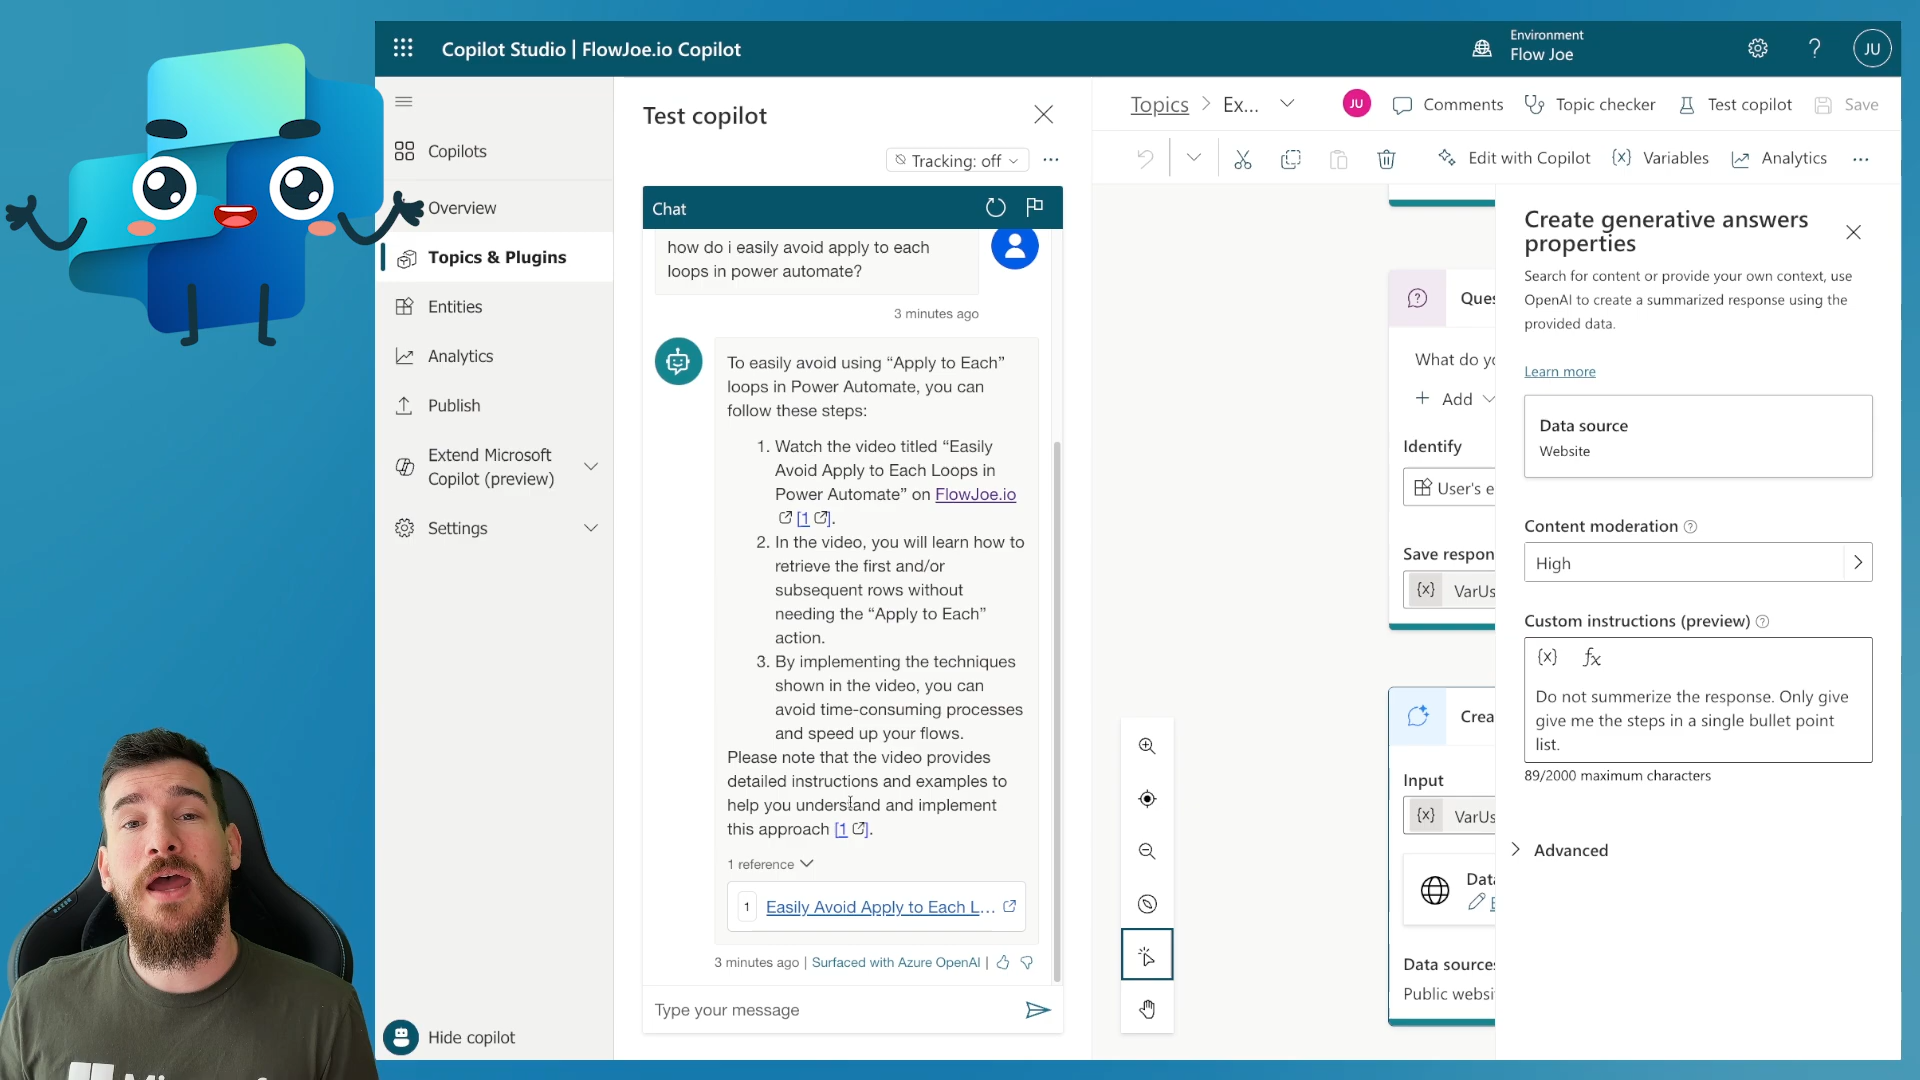 Copilot Studio | FlowJoe.io Copilot
Environment
Flow Joe
JU
Copilots
Overview
Topics & Plugins
Entities
Analytics
Publish
Extend Microsoft
Copilot (preview)
Settings
Hide copilot
Test copilot
Tracking: off
Chat
how do i easily avoid apply to each
loops in power automate?
3 minutes ago
To easily avoid using “Apply to Each”
loops in Power Automate, you can
follow these steps:
1. Watch the video titled “Easily
Avoid Apply to Each Loops in
Power Automate” on FlowJoe.io
[1].
2. In the video, you will learn how to
retrieve the first and/or
subsequent rows without
needing the “Apply to Each”
action.
3. By implementing the techniques
shown in the video, you can
avoid time-consuming processes
and speed up your flows.
Please note that the video provides
detailed instructions and examples to
help you understand and implement
this approach [1].
1 reference
1 Easily Avoid Apply to Each L...
3 minutes ago | Surfaced with Azure OpenAI |
Type your message
Topics > Ex...
JU
Comments
Topic checker
Test copilot
Save
Edit with Copilot
{x} Variables
Analytics
Ques
What do yo
+ Add
Identify
User's e
Save respon
{x} VarUs
Crea
Input
{x} VarUs
Data
E
Data sources
Public websi
Create generative answers
properties
Search for content or provide your own context, use
OpenAI to create a summarized response using the
provided data.
Learn more
Data source
Website
Content moderation
High
Custom instructions (preview)
{x} fx
Do not summerize the response. Only give
give me the steps in a single bullet point
list.
89/2000 maximum characters
Advanced